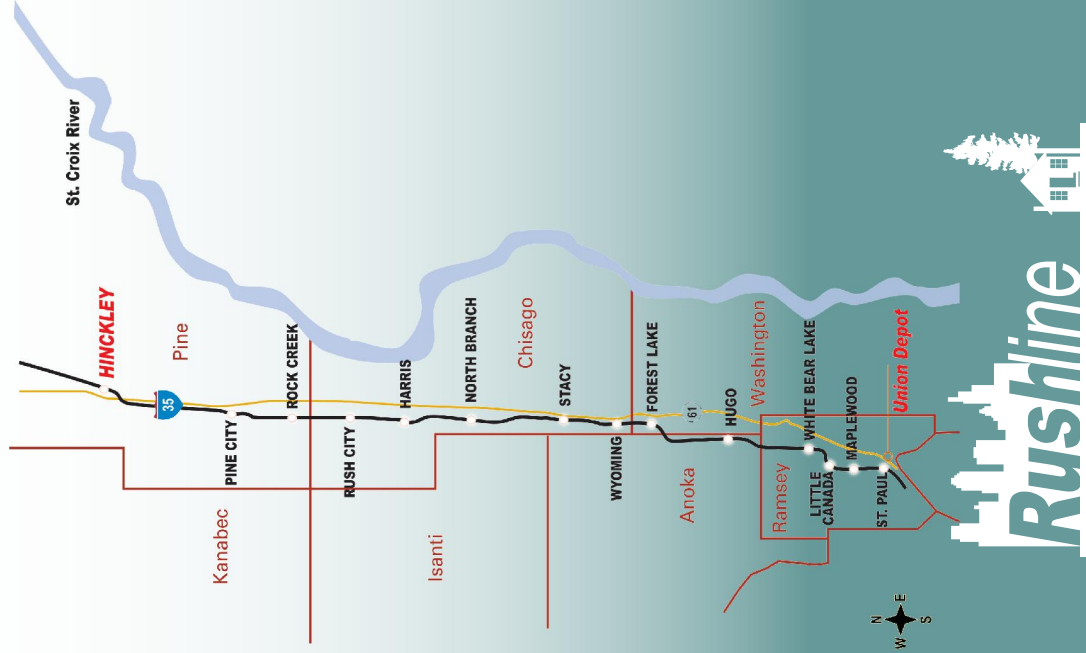 St. Croix River
HINCKLEY
Pine
35
PINE CITY
ROCK CREEK
Kanabec
RUSH CITY
HARRIS
Isanti
NORTH BRANCH
Chisago
STACY
WYOMING
FOREST LAKE
61
Anoka
HUGO
Washington
Ramsey
WHITE BEAR LAKE
LITTLE
CANADA
MAPLEWOOD
ST. PAUL
Union Depot
N
W
E
S
Rushline